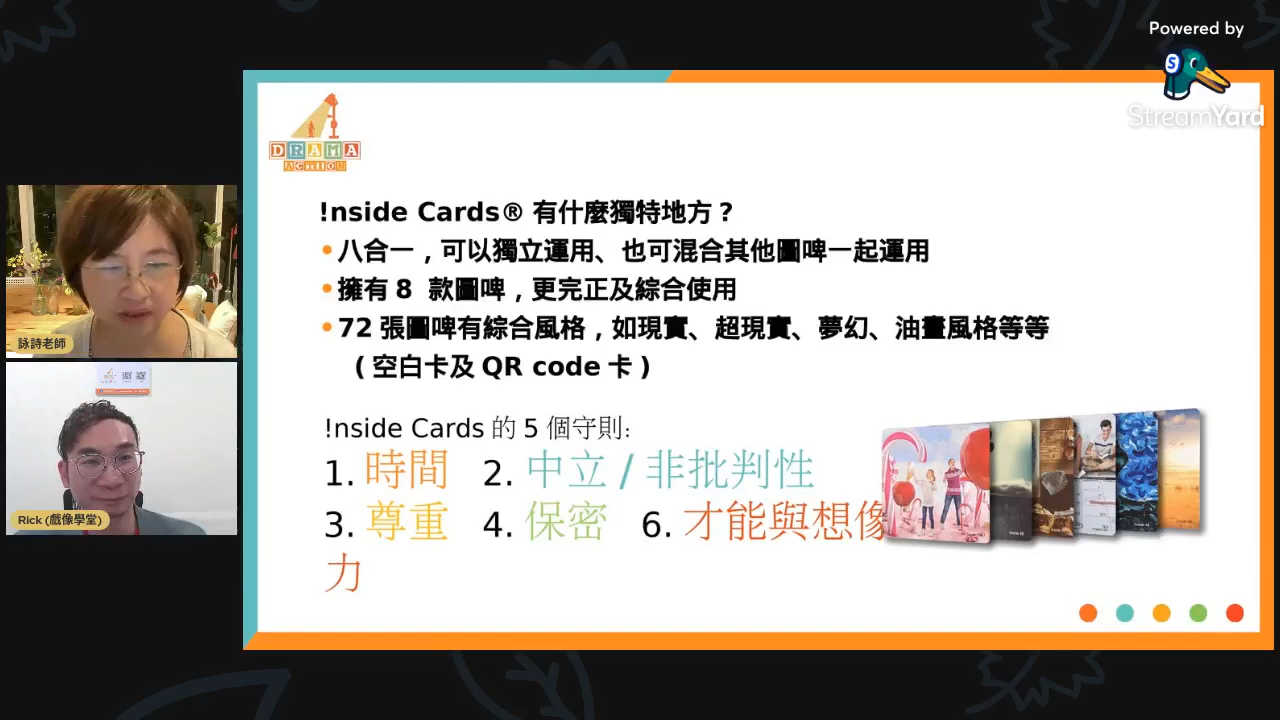 Powered by
S
StreamYard
DRAMA
ACTION
!nside Cards® 有什麼獨特地方？
•八合一，可以獨立運用、也可混合其他圖啤一起運用
•擁有 8 款圖啤，更完正及綜合使用
•72 張圖啤有綜合風格，如現實、超現實、夢幻、油畫風格等等
（空白卡及 QR code 卡）
!nside Cards 的 5 個守則:
1. 時間 2. 中立 / 非批判性
3. 尊重 4. 保密 6. 才能與想像
力
詠詩老師
Rick (戲像學堂)